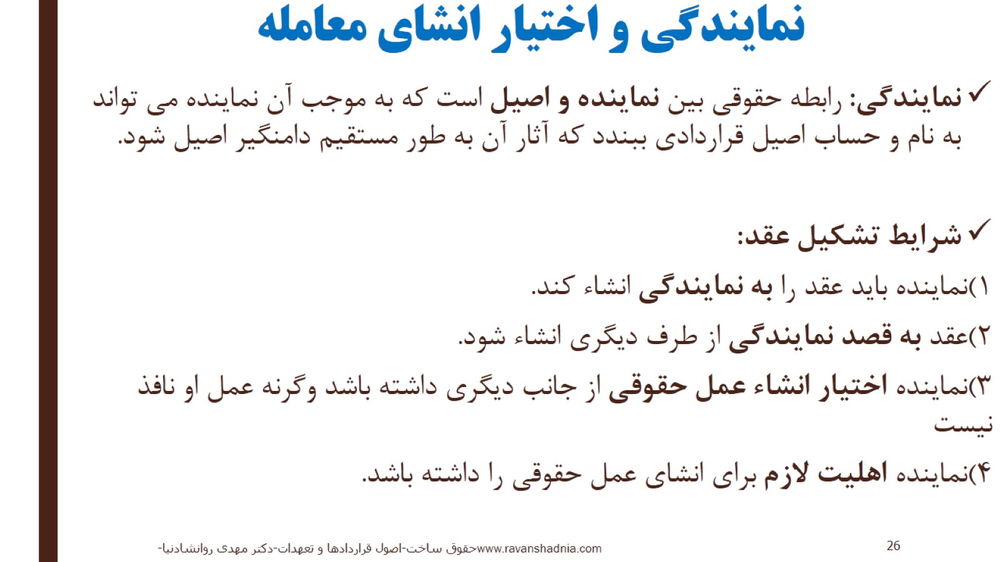 نمایندگی و اختیار انشای معامله
✓ نمایندگی: رابطه حقوقی بین نماینده و اصیل است که به موجب آن نماینده می تواند
به نام و حساب اصیل قراردادی ببندد که آثار آن به طور مستقیم دامنگیر اصیل شود.
✓ شرایط تشکیل عقد:
۱)نماینده باید عقد را به نمایندگی انشاء کند.
۲)عقد به قصد نمایندگی از طرف دیگری انشاء شود.
۳)نماینده اختیار انشاء عمل حقوقی از جانب دیگری داشته باشد وگرنه عمل او نافذ
نیست
۴)نماینده اهلیت لازم برای انشای عمل حقوقی را داشته باشد.
www.ravanshadnia.comحقوق ساخت-اصول قراردادها و تعهدات-دکتر مهدی روانشادنیا-
26